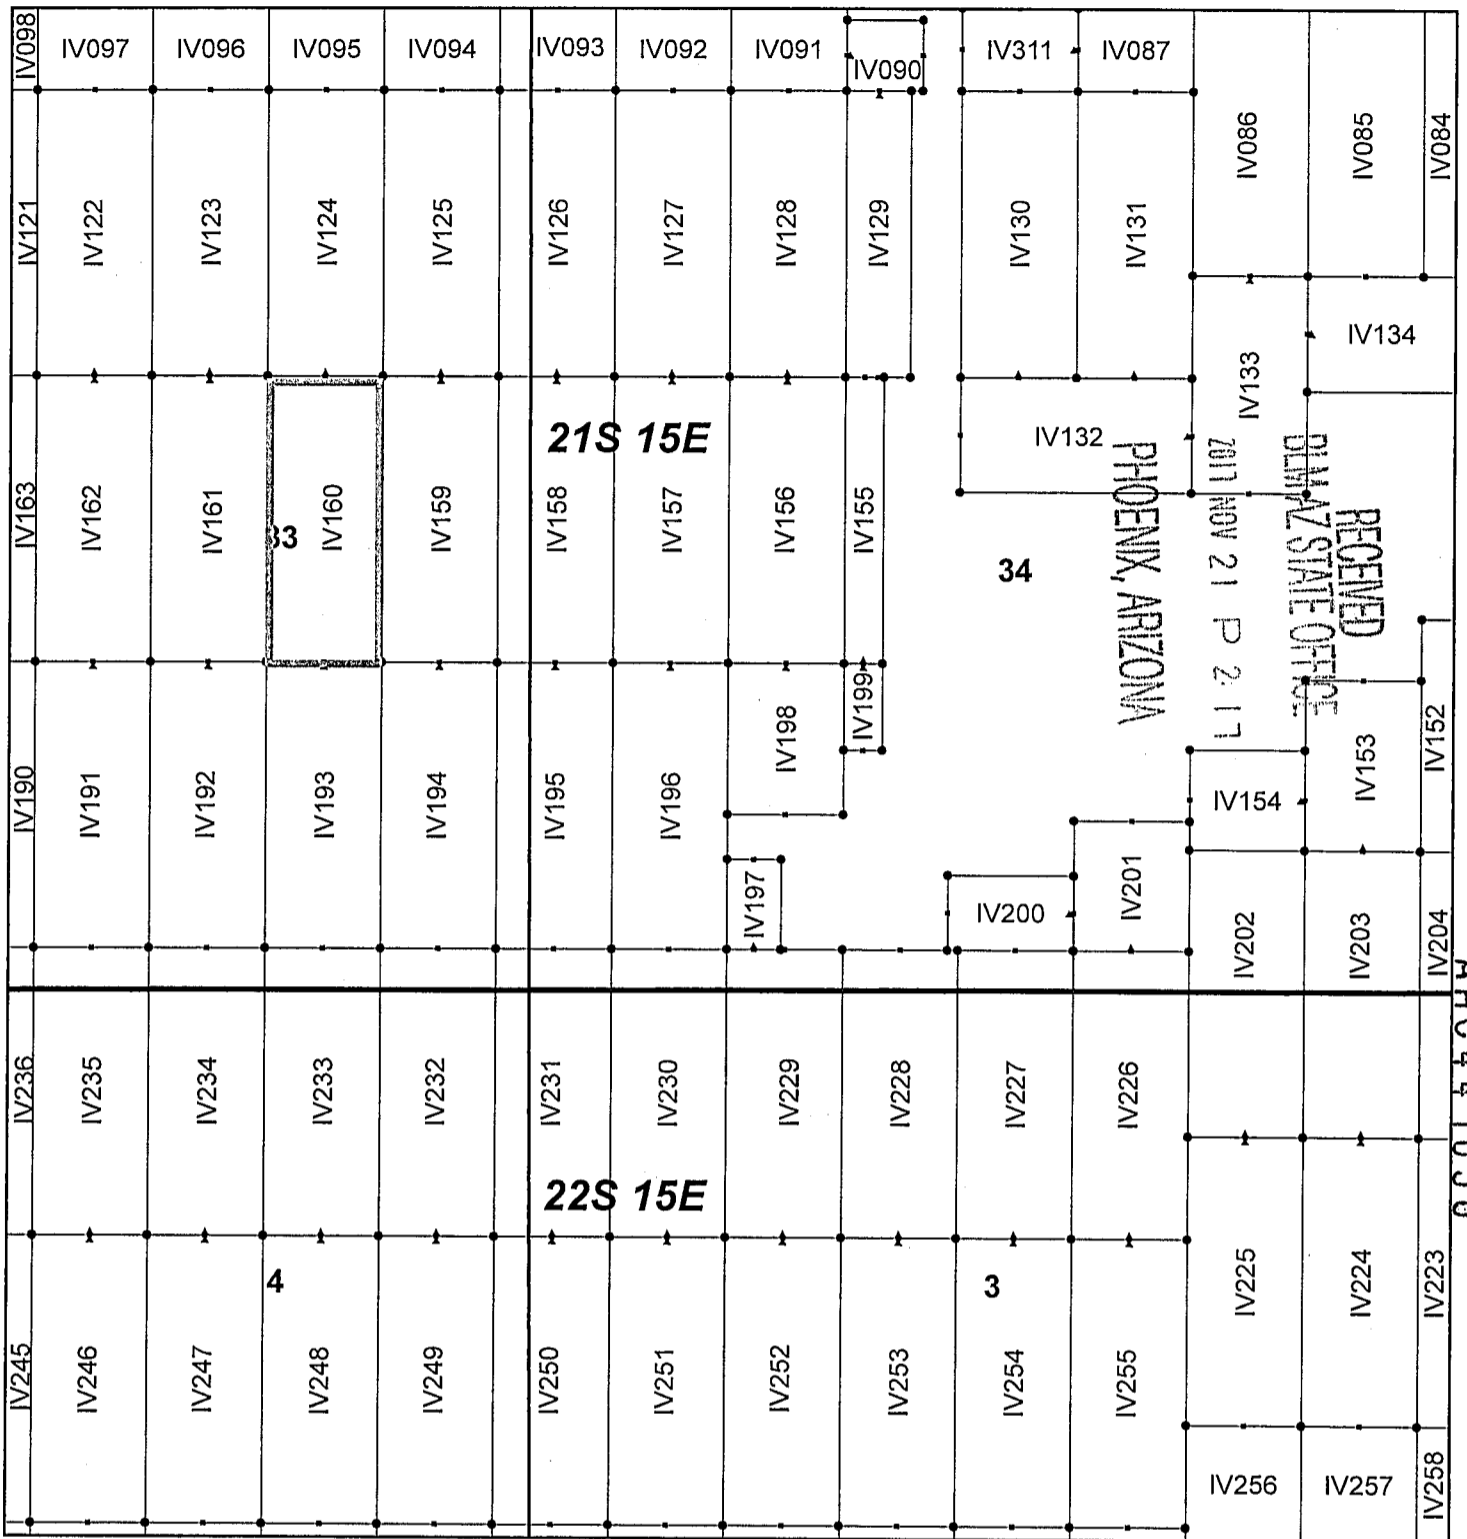 IV098 IV097 IV096 IV095 IV094 IV093 IV092 IV091 IV090 IV311 IV087
IV086 IV085 IV084
IV121 IV122 IV123 IV124 IV125 IV126 IV127 IV128 IV129 IV130 IV131
IV133 IV134
21S 15E
IV132
IV163 IV162 IV161 33 IV160 IV159 IV158 IV157 IV156 IV155
34
RECEIVED
BLM AZ STATE OFFICE
2017 NOV 21 P 2:17
PHOENIX, ARIZONA
IV199
IV198
IV152
IV153
IV154
IV190 IV191 IV192 IV193 IV194 IV195 IV196
IV197
IV200
IV201
IV202 IV203 IV204
IV236 IV235 IV234 IV233 IV232 IV231 IV230 IV229 IV228 IV227 IV226
22S 15E
4
3
IV225 IV224 IV223
IV245 IV246 IV247 IV248 IV249 IV250 IV251 IV252 IV253 IV254 IV255
IV256 IV257 IV258